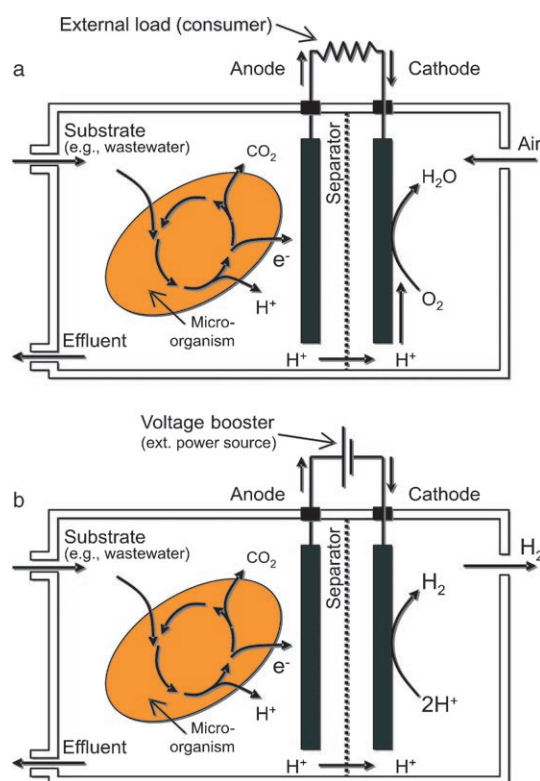 External load (consumer)
a
Anode
Cathode
Substrate
(e.g., wastewater)
CO2
Separator
Air
H2O
e-
H+
O2
Micro-
organism
Effluent
H+
H+
Voltage booster
(ext. power source)
b
Anode
Cathode
Substrate
(e.g., wastewater)
CO2
Separator
H2
H2
e-
H+
2H+
Micro-
organism
Effluent
H+
H+